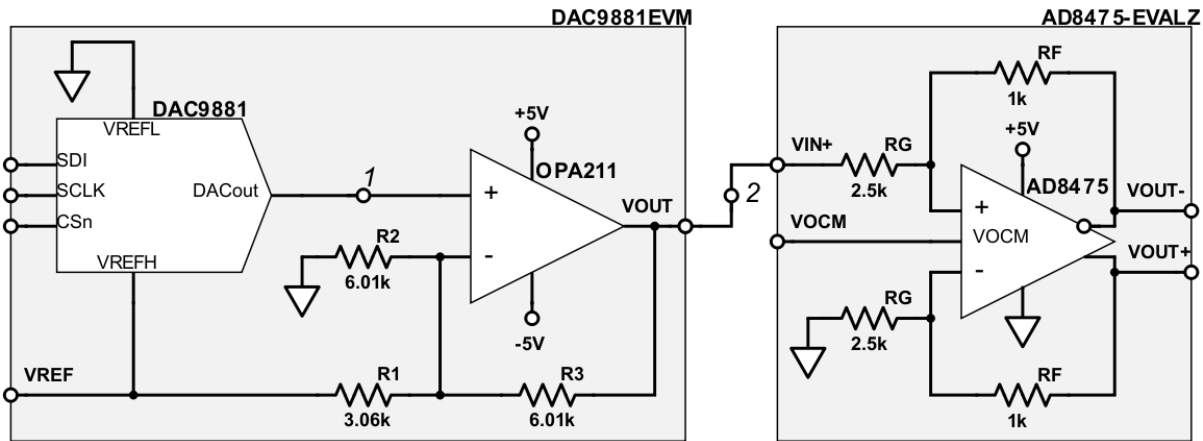 DAC9881EVM
AD8475-EVALZ
DAC9881
VREFL
SDI
SCLK
CSn
DACout
VREFH
1
+5V
OPA211
+
-
-5V
VOUT
R2
6.01k
VREF
R1
3.06k
R3
6.01k
2
VIN+
RG
2.5k
RF
1k
+5V
AD8475
+
VOCM
-
VOCM
VOUT-
VOUT+
RG
2.5k
RF
1k